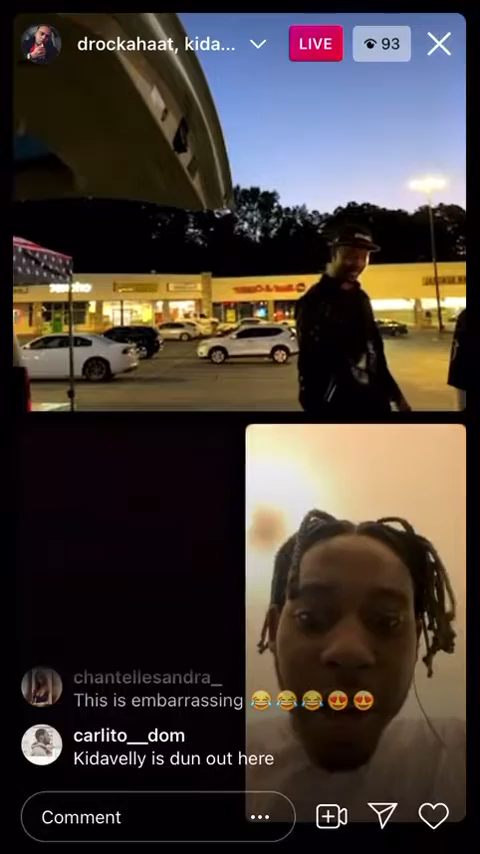 drockahaat, kida...
LIVE
93
chantellesandra_
This is embarrassing 😂😂😂😍😍
carlito__dom
Kidavelly is dun out here
Comment